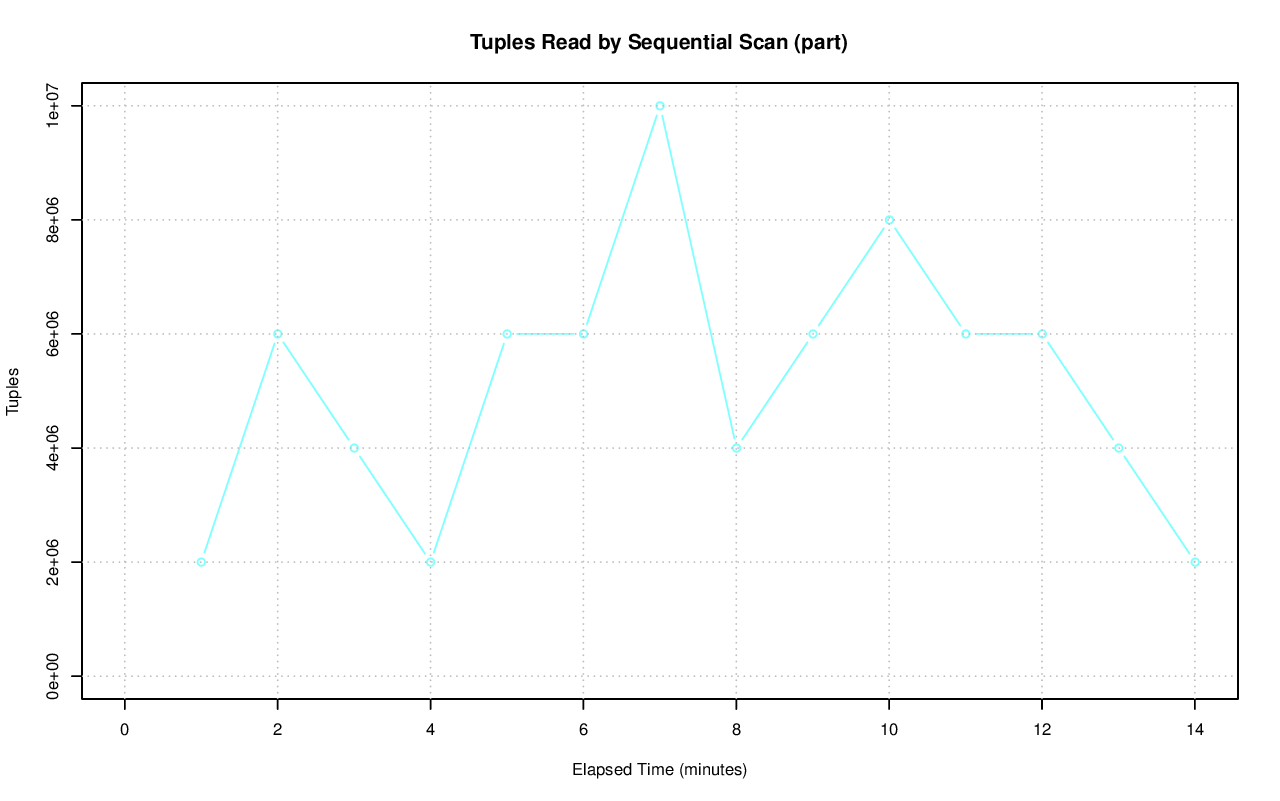 Tuples Read by Sequential Scan (part)
1e+07
8e+06
6e+06
4e+06
2e+06
0e+00
Tuples
0 2 4 6 8 10 12 14
Elapsed Time (minutes)